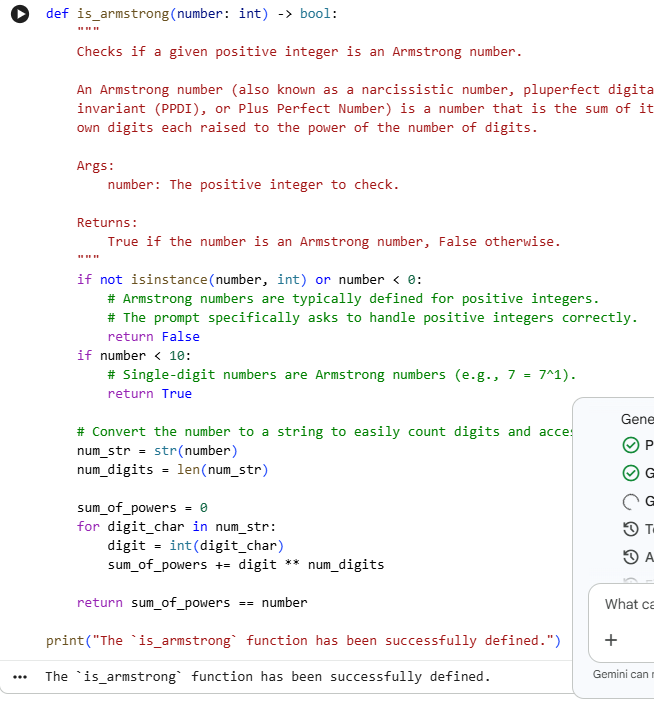 def is_armstrong(number: int) -> bool:
"""
Checks if a given positive integer is an Armstrong number.
An Armstrong number (also known as a narcissistic number, pluperfect
invariant (PPDI), or Plus Perfect Number) is a number that is the sum of
own digits each raised to the power of the number of digits.
Args:
number: The positive integer to check.
Returns:
True if the number is an Armstrong number, False otherwise.
"""
if not isinstance(number, int) or number < 0:
# Armstrong numbers are typically defined for positive integers.
# The prompt specifically asks to handle positive integers correctly.
return False
if number < 10:
# Single-digit numbers are Armstrong numbers (e.g., 7 = 7^1).
return True
# Convert the number to a string to easily count digits and
num_str = str(number)
num_digits = len(num_str)
sum_of_powers = 0
for digit_char in num_str:
digit = int(digit_char)
sum_of_powers += digit ** num_digits
return sum_of_powers == number
print("The `is_armstrong` function has been successfully defined.")
The `is_armstrong` function has been successfully defined.
What
+
Gemini can